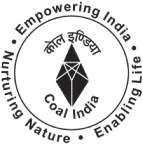 • Empowering India •
Enabling Life •
Nurturing Nature
कोल इण्डिया
Coal India